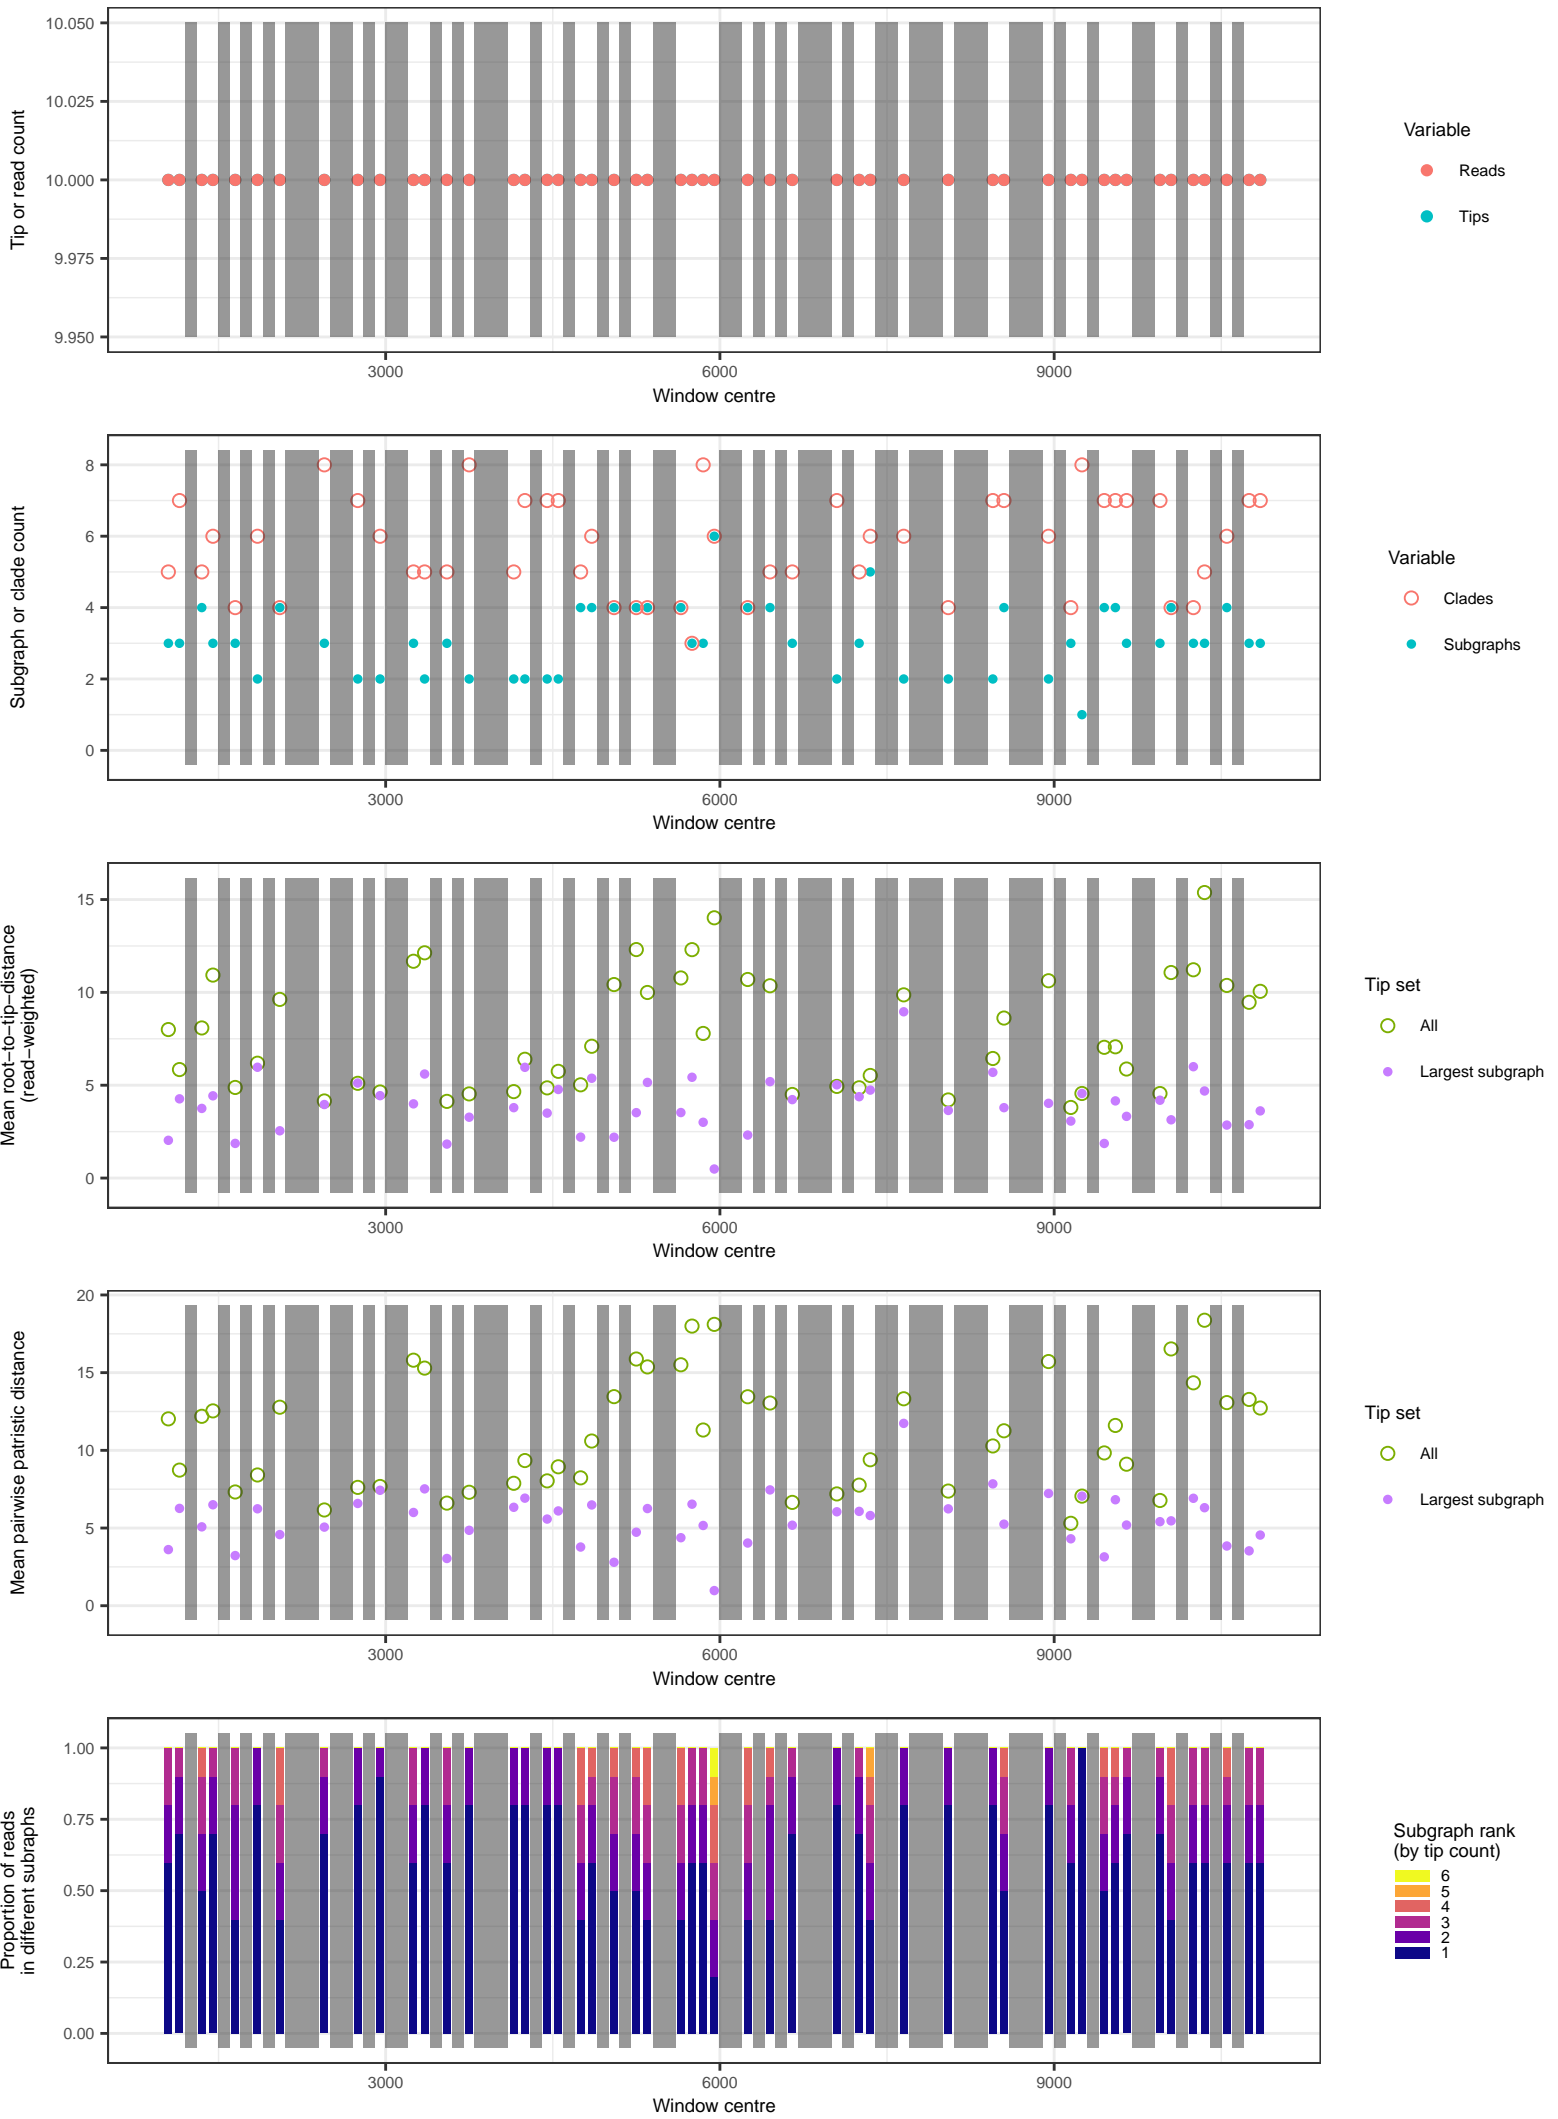 10.050
10.025
10.000
9.975
9.950
Tip or read count
3000
6000
9000
Window centre
Variable
Reads
Tips
8
6
4
2
0
Subgraph or clade count
3000
6000
9000
Window centre
Variable
Clades
Subgraphs
15
10
5
0
Mean root−to−tip−distance
(read−weighted)
3000
6000
9000
Window centre
Tip set
All
Largest subgraph
20
15
10
5
0
Mean pairwise patristic distance
3000
6000
9000
Window centre
Tip set
All
Largest subgraph
1.00
0.75
0.50
0.25
0.00
Proportion of reads
in different subraphs
3000
6000
9000
Window centre
Subgraph rank
(by tip count)
6
5
4
3
2
1